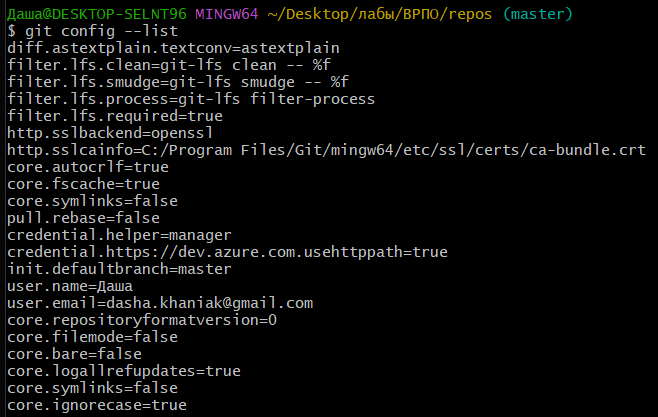 Даша@DESKTOP-SELNT96 MINGW64 ~/Desktop/лабы/ВРПО/repos (master)
$ git config --list
diff.astextplain.textconv=astextplain
filter.lfs.clean=git-lfs clean -- %f
filter.lfs.smudge=git-lfs smudge -- %f
filter.lfs.process=git-lfs filter-process
filter.lfs.required=true
http.sslbackend=openssl
http.sslcainfo=C:/Program Files/Git/mingw64/etc/ssl/certs/ca-bundle.crt
core.autocrlf=true
core.fscache=true
core.symlinks=false
pull.rebase=false
credential.helper=manager
credential.https://dev.azure.com.usehttppath=true
init.defaultbranch=master
user.name=Даша
user.email=dasha.khaniak@gmail.com
core.repositoryformatversion=0
core.filemode=false
core.bare=false
core.logallrefupdates=true
core.symlinks=false
core.ignorecase=true